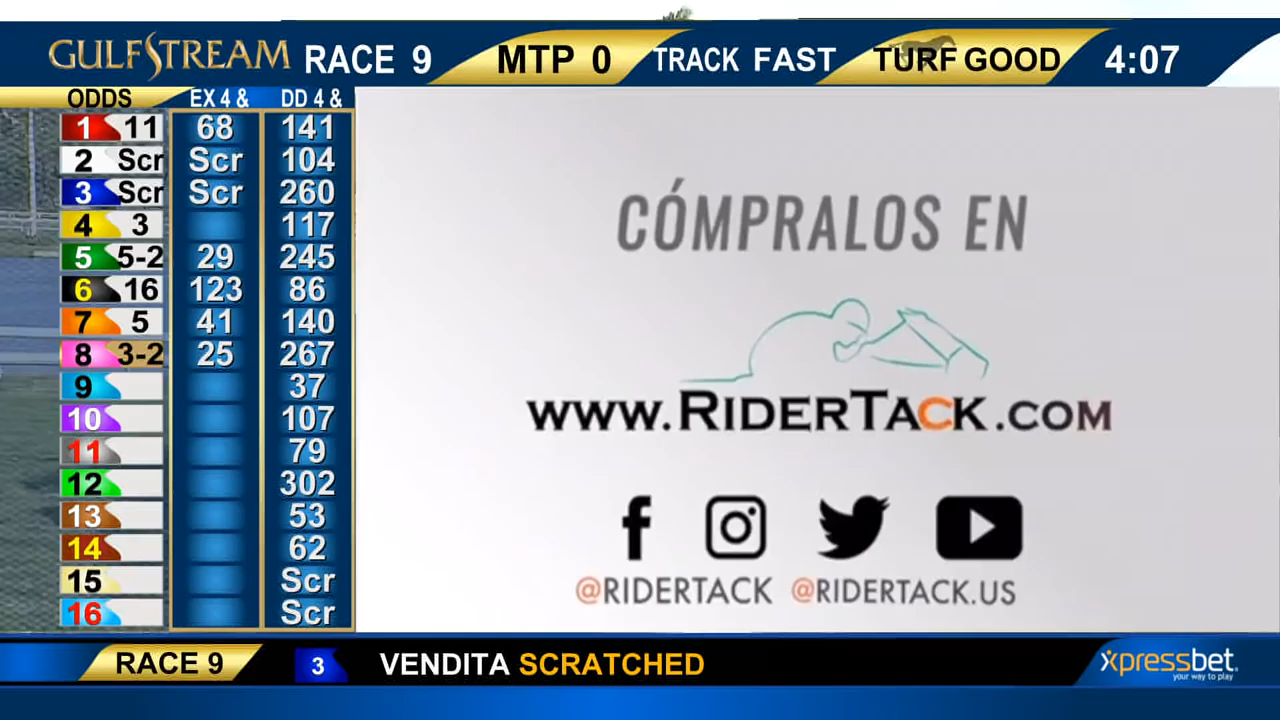 GULFSTREAM RACE 9 MTP 0 TRACK FAST TURF GOOD 4:07
ODDS EX 4 & DD 4 &
1 11 68 141
2 Scr Scr 104
3 Scr Scr 260
4 3 117
5 5-2 29 245
6 16 123 86
7 5 41 140
8 3-2 25 267
9 37
10 107
11 79
12 302
13 53
14 62
15 Scr
16 Scr
CÓMPRALOS EN
WWW.RIDERTACK.COM
@RIDERTACK @RIDERTACK.US
RACE 9 3 VENDITA SCRATCHED
xpressbet.
your way to play